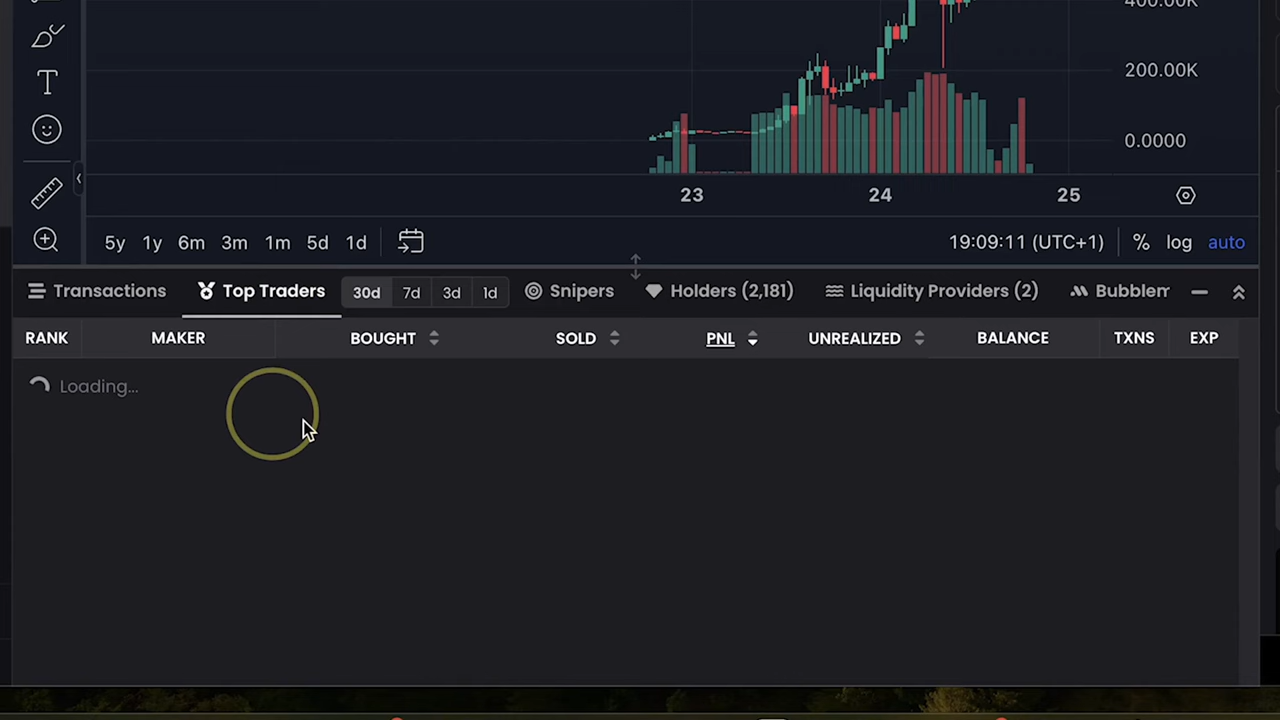 400.00K
T
200.00K
0.0000
23 24 25
5y 1y 6m 3m 1m 5d 1d 19:09:11 (UTC+1) % log auto
Transactions Top Traders 30d 7d 3d 1d Snipers Holders (2,181) Liquidity Providers (2) Bubblem
RANK MAKER BOUGHT SOLD PNL UNREALIZED BALANCE TXNS EXP
Loading...